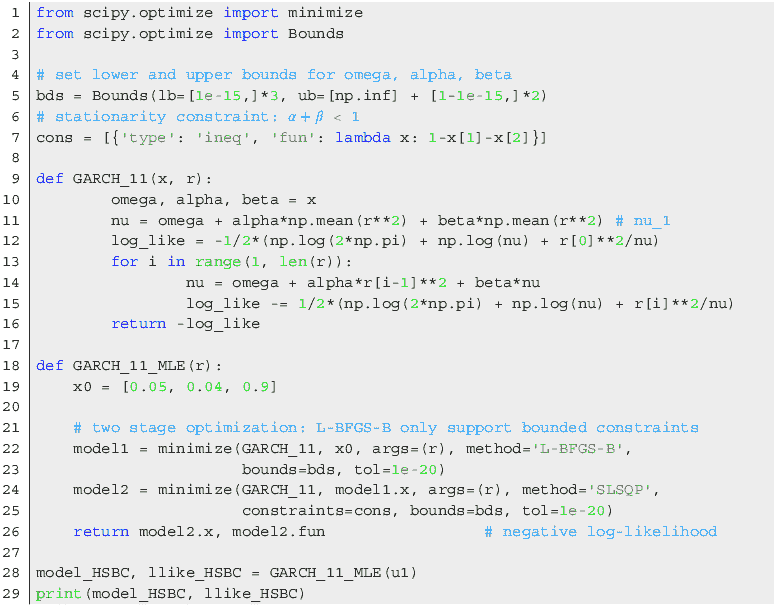 1 from scipy.optimize import minimize
2 from scipy.optimize import Bounds
3
4 # set lower and upper bounds for omega, alpha, beta
5 bds = Bounds(lb=[1e-15,]*3, ub=[np.inf] + [1-1e-15,]*2)
6 # stationarity constraint: α+β < 1
7 cons = [{'type': 'ineq', 'fun': lambda x: 1-x[1]-x[2]}]
8
9 def GARCH_11(x, r):
10         omega, alpha, beta = x
11         nu = omega + alpha*np.mean(r**2) + beta*np.mean(r**2) # nu_1
12         log_like = -1/2*(np.log(2*np.pi) + np.log(nu) + r[0]**2/nu)
13         for i in range(1, len(r)):
14                 nu = omega + alpha*r[i-1]**2 + beta*nu
15                 log_like -= 1/2*(np.log(2*np.pi) + np.log(nu) + r[i]**2/nu)
16         return -log_like
17
18 def GARCH_11_MLE(r):
19     x0 = [0.05, 0.04, 0.9]
20
21     # two stage optimization: L-BFGS-B only support bounded constraints
22     model1 = minimize(GARCH_11, x0, args=(r), method='L-BFGS-B',
23                       bounds=bds, tol=1e-20)
24     model2 = minimize(GARCH_11, model1.x, args=(r), method='SLSQP',
25                       constraints=cons, bounds=bds, tol=1e-20)
26     return model2.x, model2.fun                 # negative log-likelihood
27
28 model_HSBC, llike_HSBC = GARCH_11_MLE(u1)
29 print(model_HSBC, llike_HSBC)